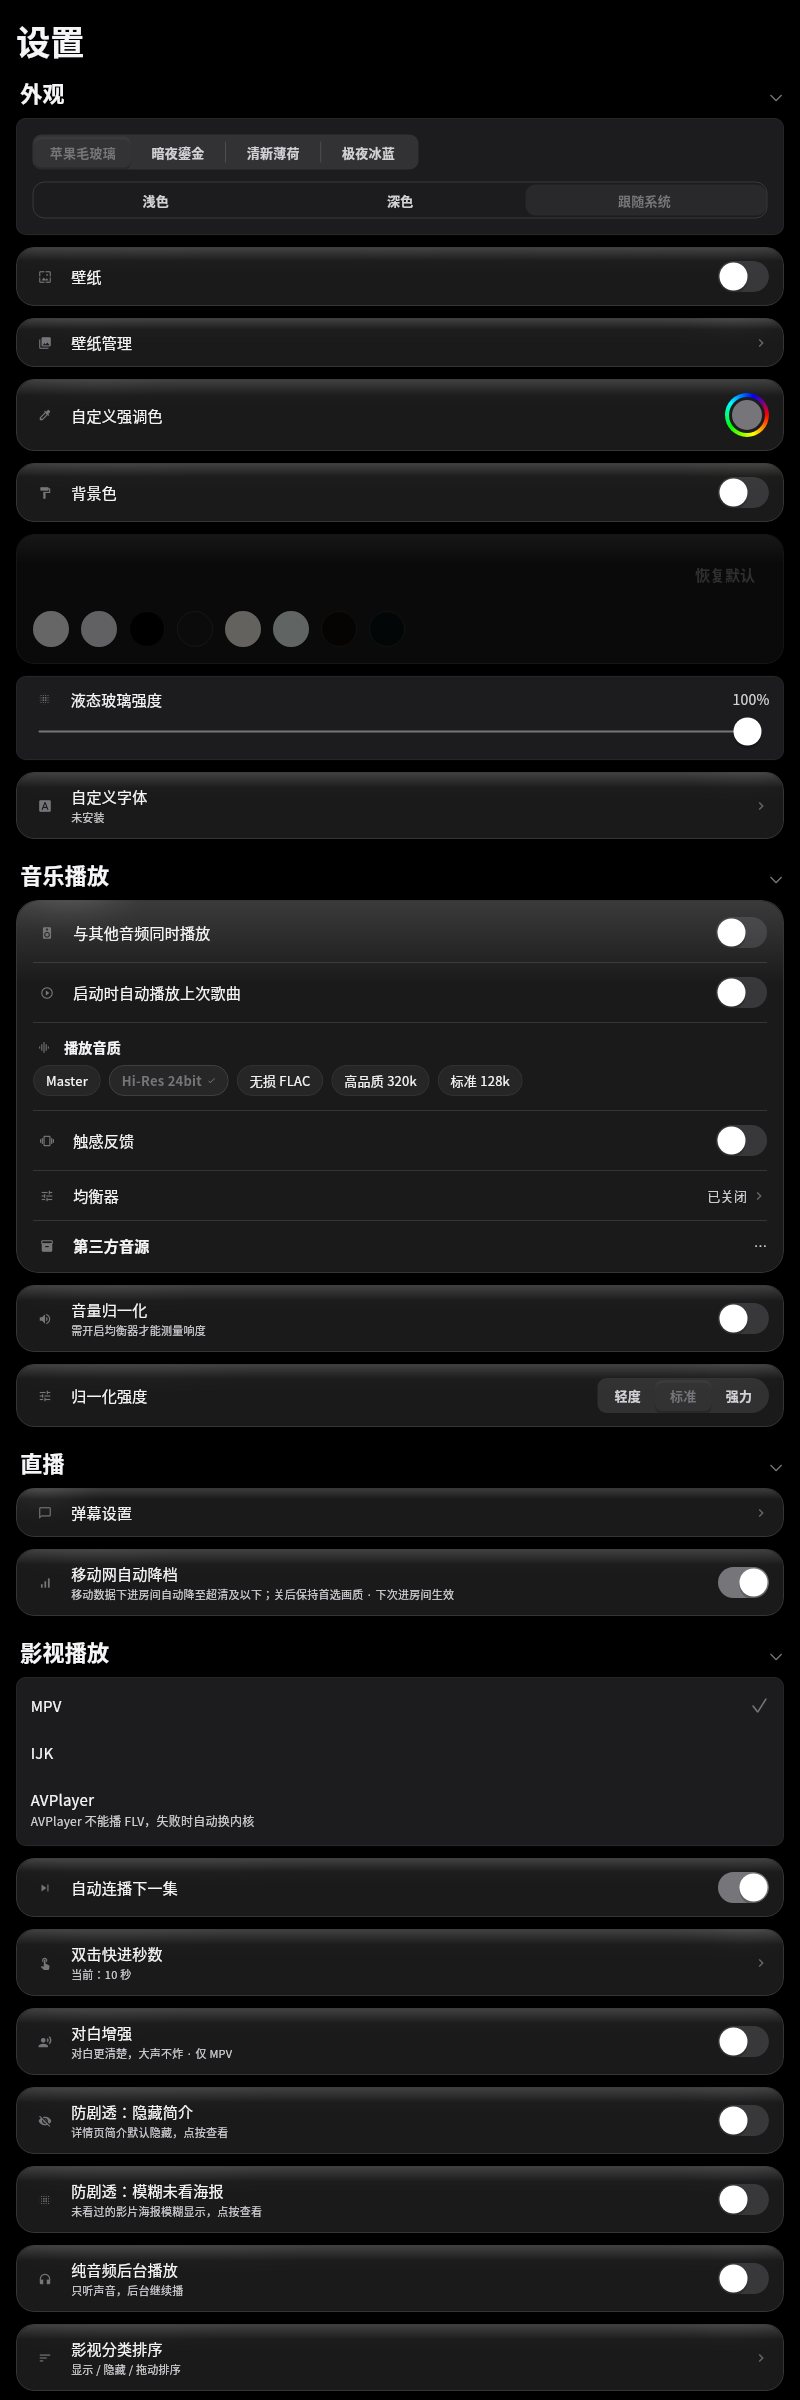 设置
外观
苹果毛玻璃 暗夜鎏金 清新薄荷 极夜冰蓝
浅色 深色 跟随系统
壁纸
壁纸管理
自定义强调色
背景色
恢复默认
液态玻璃强度 100%
自定义字体
未安装
音乐播放
与其他音频同时播放
启动时自动播放上次歌曲
播放音质
Master Hi-Res 24bit 无损 FLAC 高品质 320k 标准 128k
触感反馈
均衡器 已关闭
第三方音源 ...
音量归一化
需开启均衡器才能测量响度
归一化强度 轻度 标准 强力
直播
弹幕设置
移动网自动降档
移动数据下进房间自动降至超清及以下；关后保持首选画质 · 下次进房间生效
影视播放
MPV
IJK
AVPlayer
AVPlayer 不能播 FLV，失败时自动换内核
自动连播下一集
双击快进秒数
当前：10 秒
对白增强
对白更清楚，大声不炸 · 仅 MPV
防剧透：隐藏简介
详情页简介默认隐藏，点按查看
防剧透：模糊未看海报
未看过的影片海报模糊显示，点按查看
纯音频后台播放
只听声音，后台继续播
影视分类排序
显示 / 隐藏 / 拖动排序